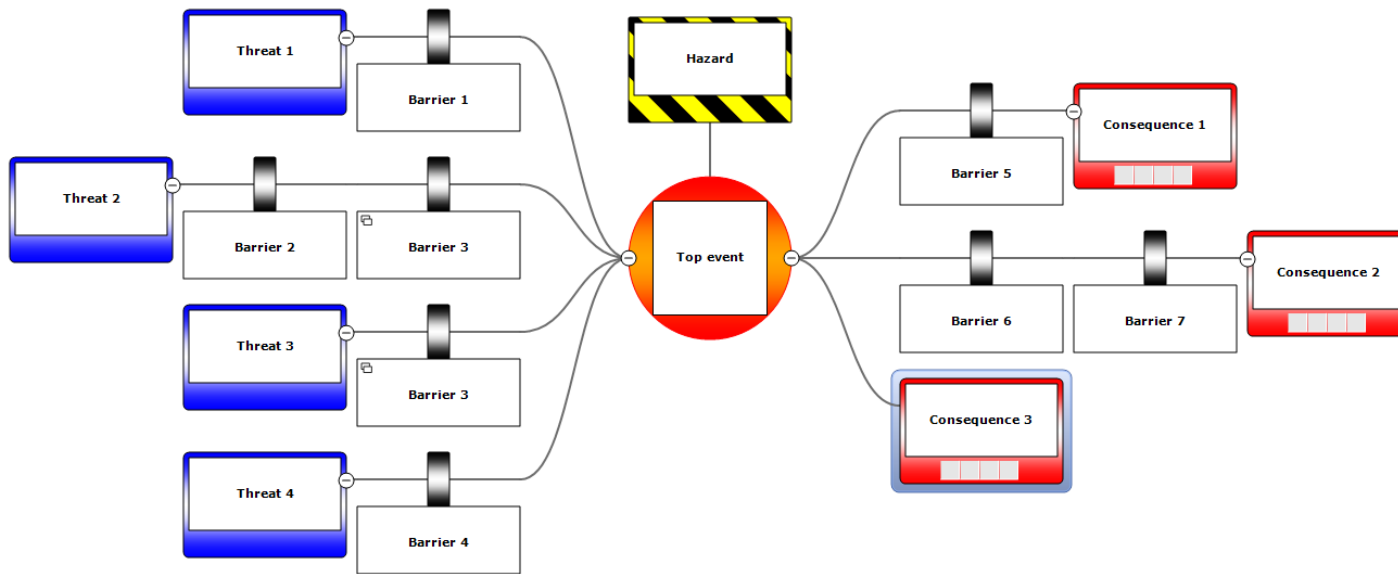 Threat 1
Barrier 1
Hazard
Threat 2
Barrier 2
Barrier 3
Top event
Threat 3
Barrier 3
Threat 4
Barrier 4
Barrier 5
Consequence 1
Barrier 6
Barrier 7
Consequence 2
Consequence 3